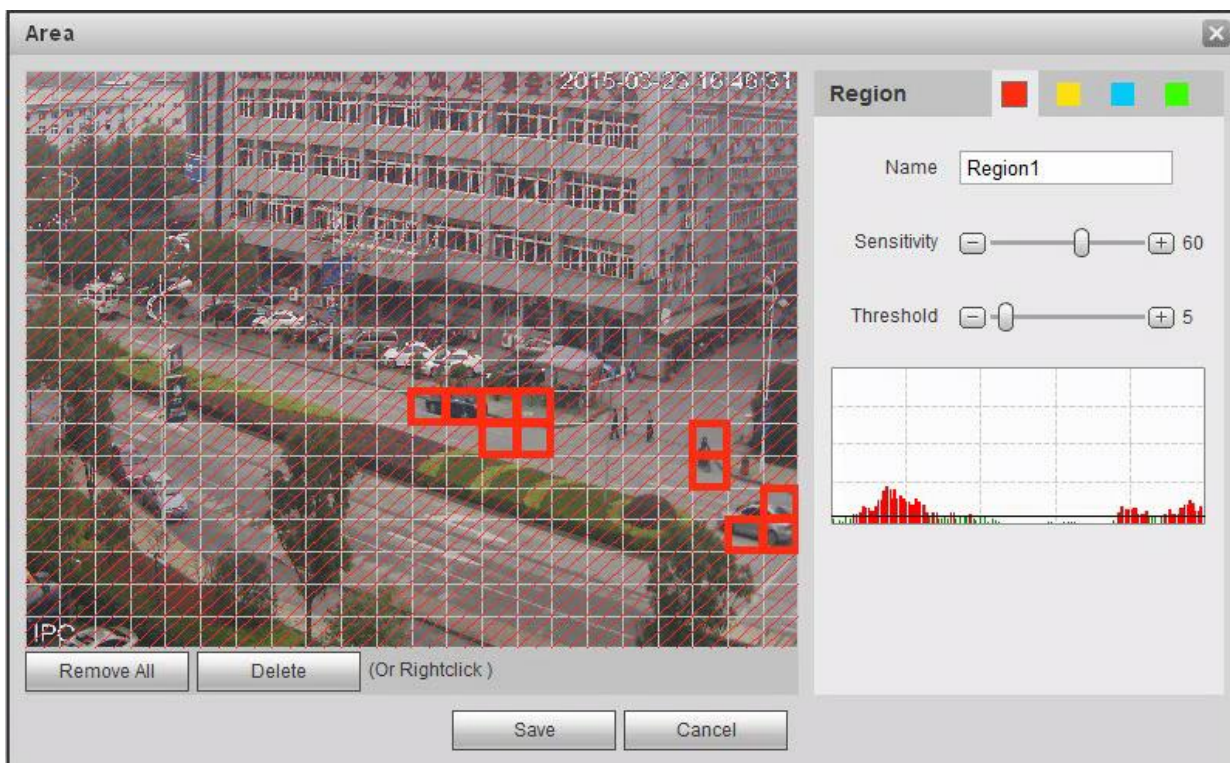 Area
2015-03-23 16:46:31
Region
Name Region1
Sensitivity 60
Threshold 5
IPC
Remove All Delete (Or Rightclick )
Save Cancel